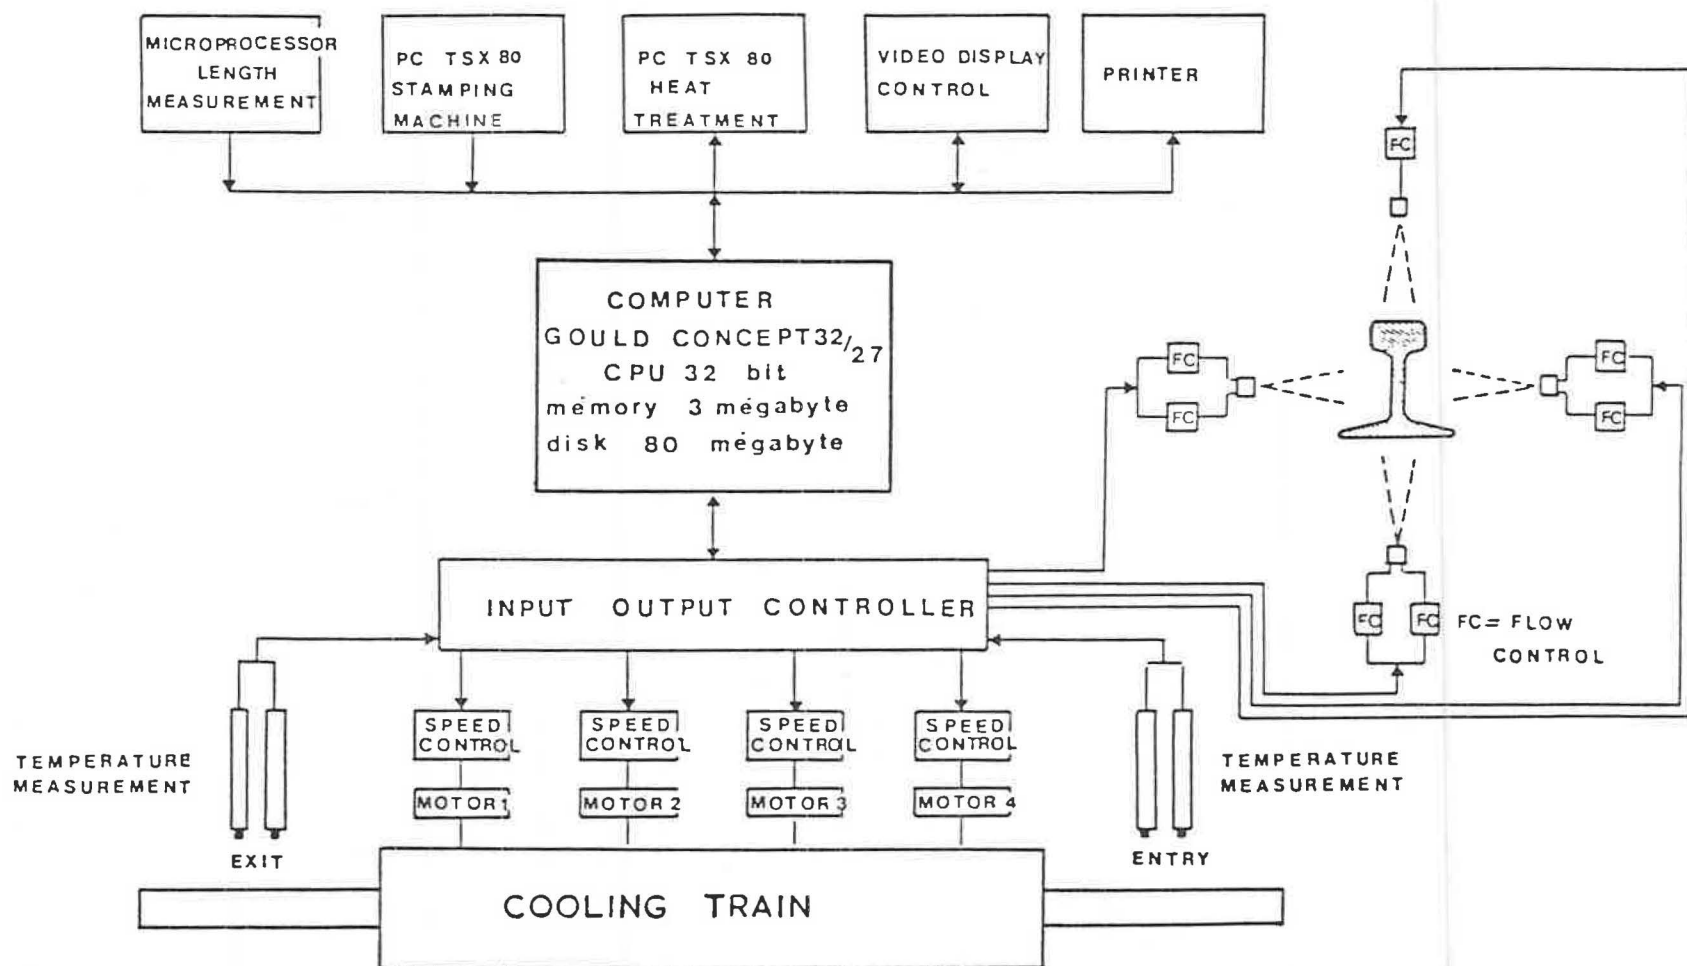 MICROPROCESSOR
LENGTH
MEASUREMENT
PC TSX 80
STAMPING
MACHINE
PC TSX 80
HEAT
TREATMENT
VIDEO DISPLAY
CONTROL
PRINTER
FC
COMPUTER
GOULD CONCEPT 32/27
CPU 32 bit
mémory 3 mégabyte
disk 80 mégabyte
FC
FC
FC
FC
INPUT OUTPUT CONTROLLER
FC
FC
FC = FLOW
CONTROL
SPEED
CONTROL
SPEED
CONTROL
SPEED
CONTROL
SPEED
CONTROL
TEMPERATURE
MEASUREMENT
TEMPERATURE
MEASUREMENT
MOTOR 1
MOTOR 2
MOTOR 3
MOTOR 4
EXIT
ENTRY
COOLING TRAIN